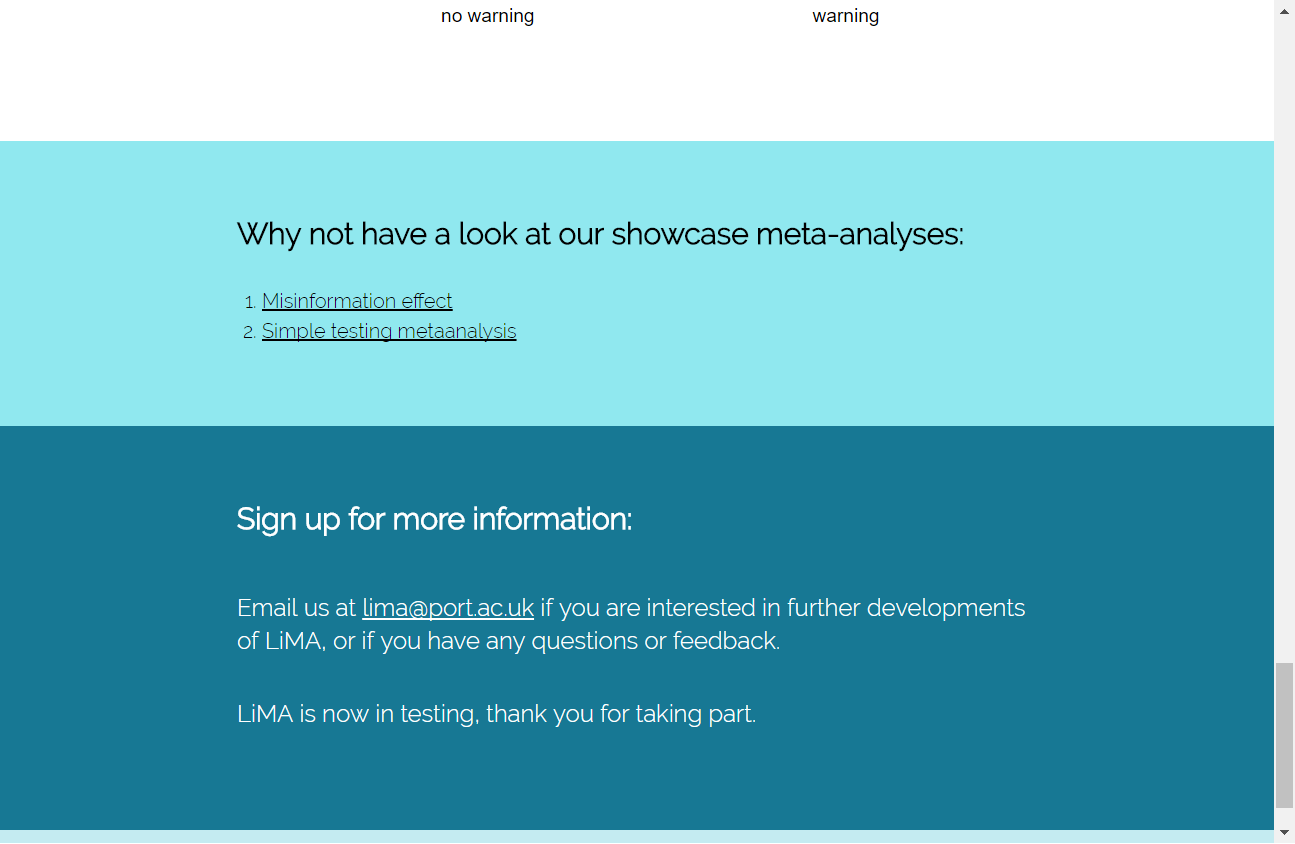 no warning warning
Why not have a look at our showcase meta-analyses:
1. Misinformation effect
2. Simple testing metaanalysis
Sign up for more information:
Email us at lima@port.ac.uk if you are interested in further developments
of LiMA, or if you have any questions or feedback.
LiMA is now in testing, thank you for taking part.